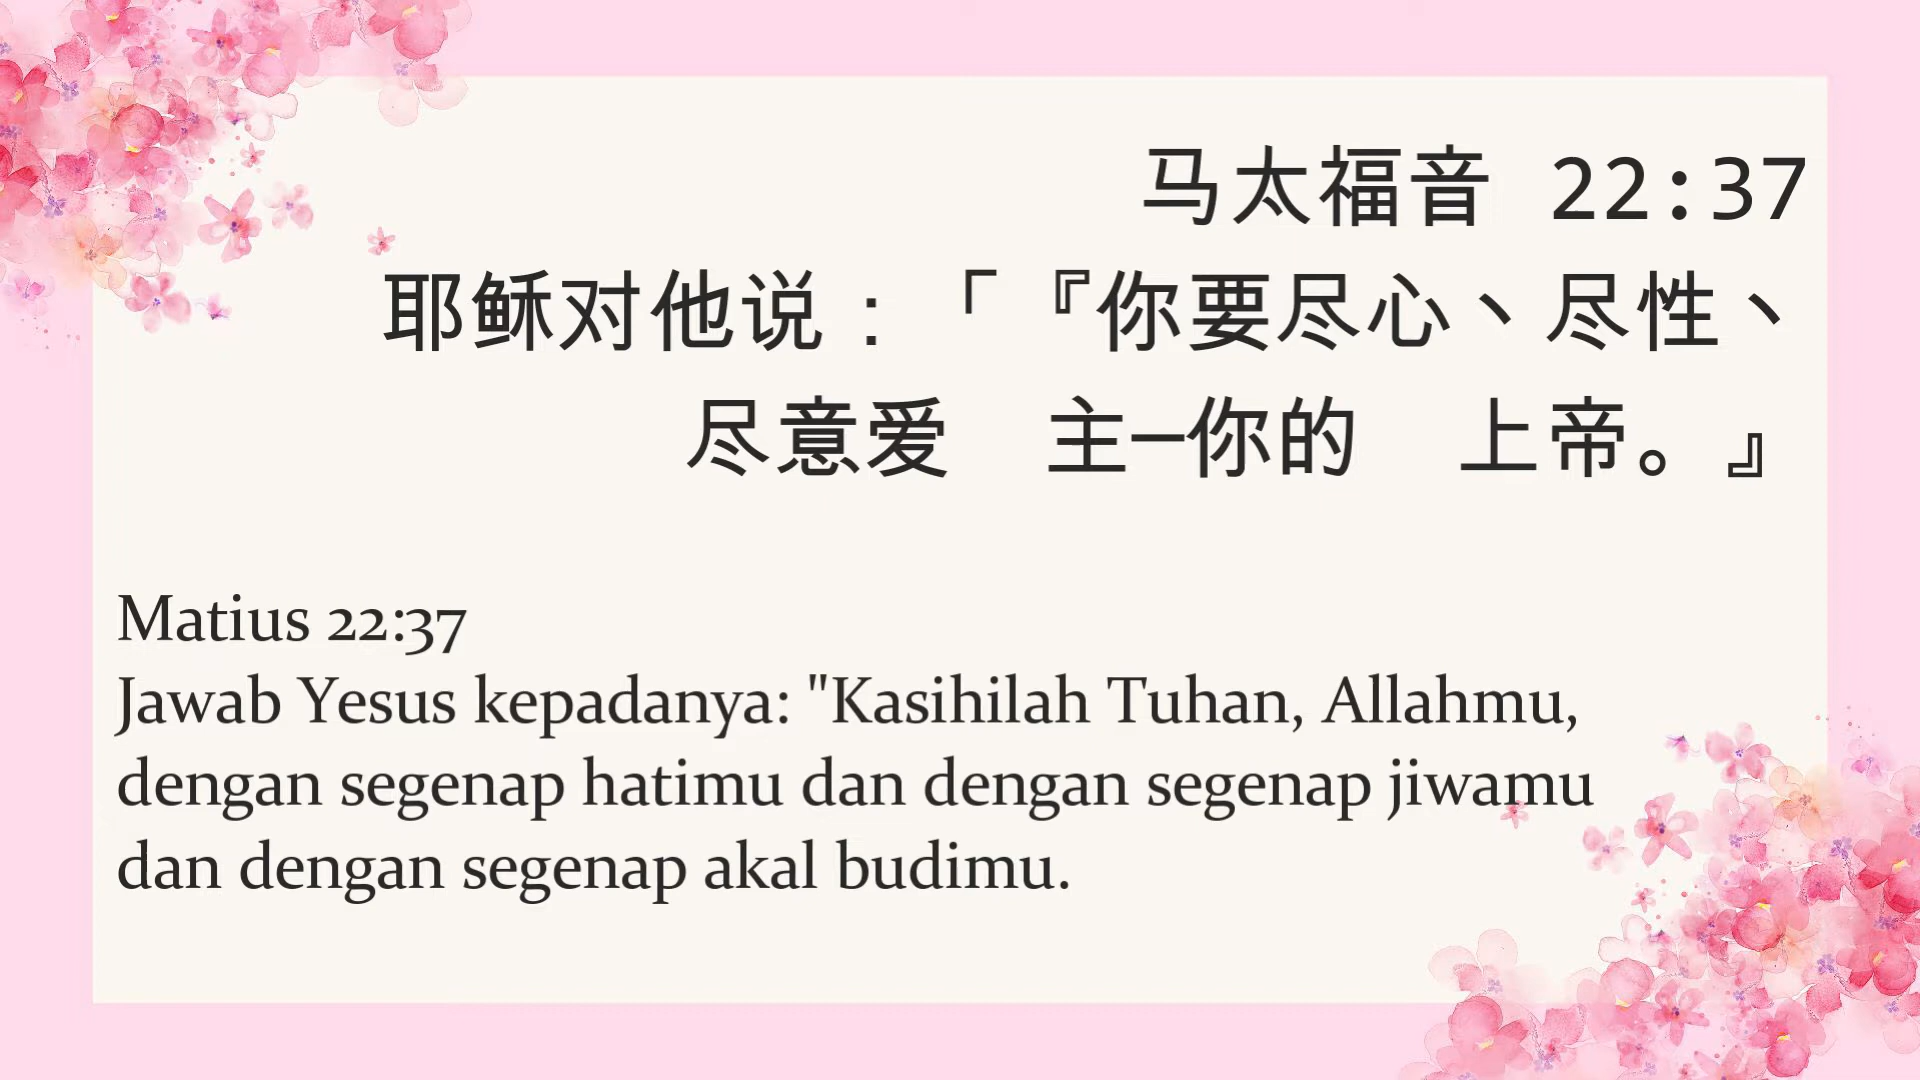 马太福音 22:37
耶稣对他说：「『你要尽心、尽性、
尽意爱　主─你的　上帝。』
Matius 22:37
Jawab Yesus kepadanya: "Kasihilah Tuhan, Allahmu,
dengan segenap hatimu dan dengan segenap jiwamu
dan dengan segenap akal budimu.